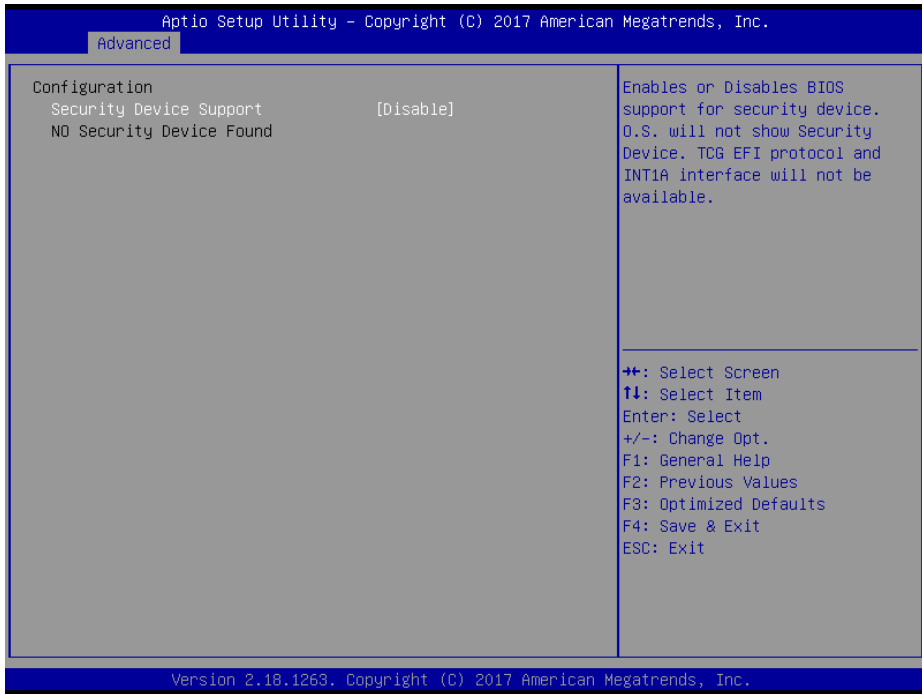 Aptio Setup Utility – Copyright (C) 2017 American Megatrends, Inc.
Advanced
Configuration
Security Device Support [Disable]
NO Security Device Found
Enables or Disables BIOS
support for security device.
O.S. will not show Security
Device. TCG EFI protocol and
INT1A interface will not be
available.
→←: Select Screen
↑↓: Select Item
Enter: Select
+/-: Change Opt.
F1: General Help
F2: Previous Values
F3: Optimized Defaults
F4: Save & Exit
ESC: Exit
Version 2.18.1263. Copyright (C) 2017 American Megatrends, Inc.